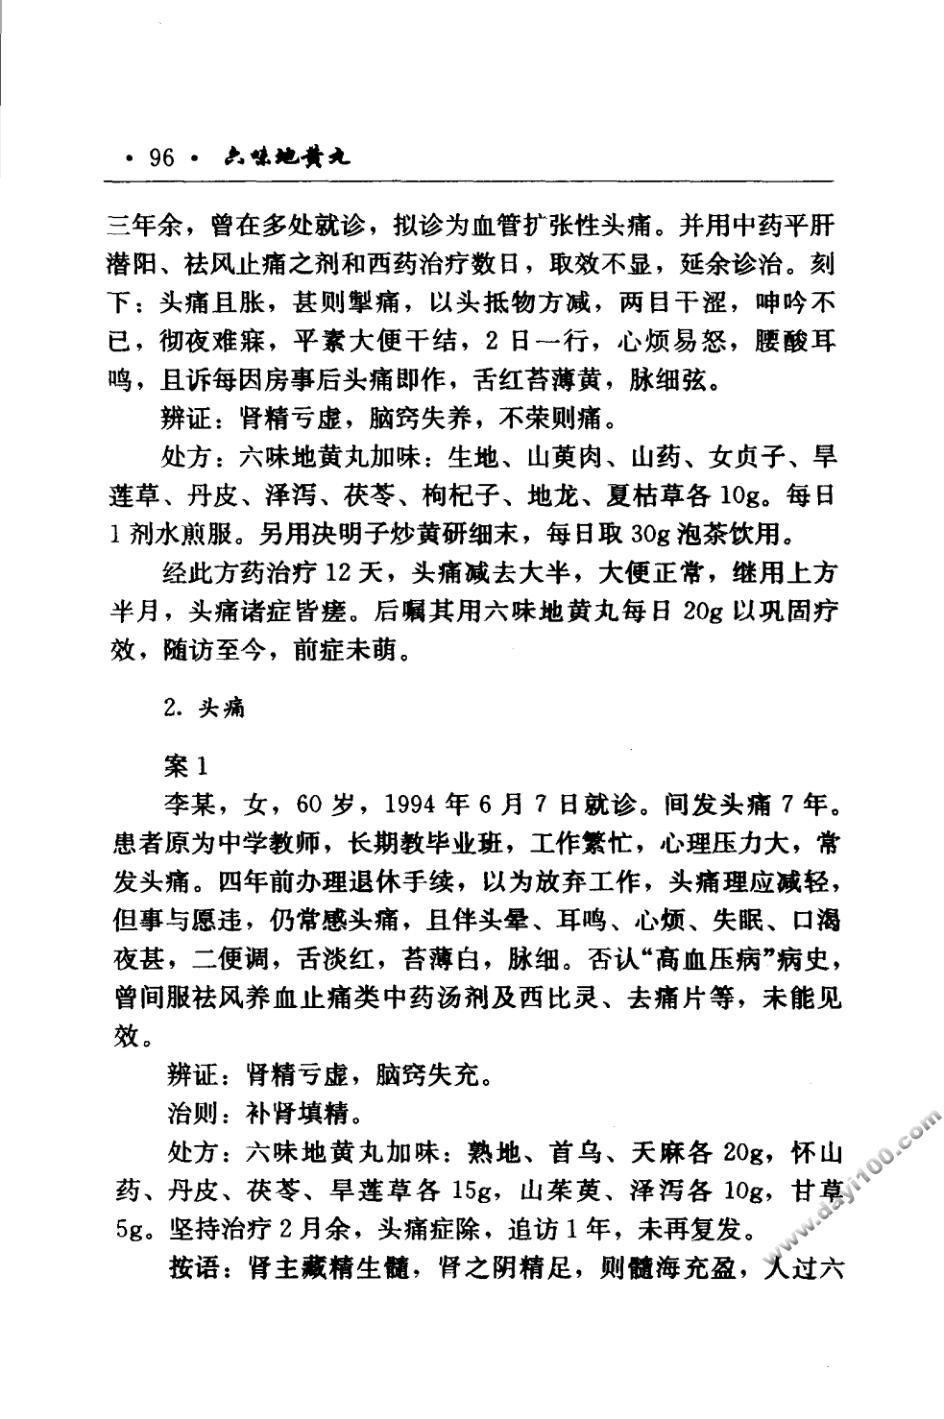 · 96 · 六味地黄丸
三年余，曾在多处就诊，拟诊为血管扩张性头痛。并用中药平肝
潜阳、祛风止痛之剂和西药治疗数日，取效不显，延余诊治。刻
下：头痛且胀，甚则掣痛，以头抵物方减，两目干涩，呻吟不
已，彻夜难寐，平素大便干结，2 日一行，心烦易怒，腰酸耳
鸣，且诉每因房事后头痛即作，舌红苔薄黄，脉细弦。
辨证：肾精亏虚，脑窍失养，不荣则痛。
处方：六味地黄丸加味：生地、山萸肉、山药、女贞子、旱
莲草、丹皮、泽泻、茯苓、枸杞子、地龙、夏枯草各 10g。每日
1 剂水煎服。另用决明子炒黄研细末，每日取 30g 泡茶饮用。
经此方药治疗 12 天，头痛减去大半，大便正常，继用上方
半月，头痛诸症皆瘥。后嘱其用六味地黄丸每日 20g 以巩固疗
效，随访至今，前症未萌。
2. 头痛
案 1
李某，女，60 岁，1994 年 6 月 7 日就诊。间发头痛 7 年。
患者原为中学教师，长期教毕业班，工作繁忙，心理压力大，常
发头痛。四年前办理退休手续，以为放弃工作，头痛理应减轻，
但事与愿违，仍常感头痛，且伴头晕、耳鸣、心烦、失眠、口渴
夜甚，二便调，舌淡红，苔薄白，脉细。否认“高血压病”病史，
曾间服祛风养血止痛类中药汤剂及西比灵、去痛片等，未能见
效。
辨证：肾精亏虚，脑窍失充。
治则：补肾填精。
处方：六味地黄丸加味：熟地、首乌、天麻各 20g，怀山
药、丹皮、茯苓、旱莲草各 15g，山茱萸、泽泻各 10g，甘草
5g。坚持治疗 2 月余，头痛症除，追访 1 年，未再复发。
按语：肾主藏精生髓，肾之阴精足，则髓海充盈，人过六
www.dayi100.com